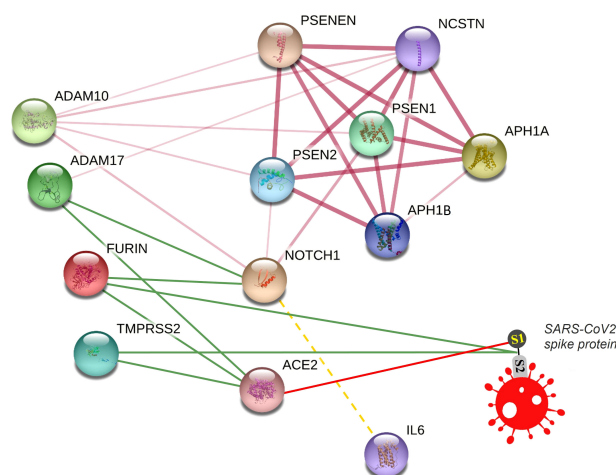 PSENEN
NCSTN
ADAM10
PSEN1
APH1A
ADAM17
PSEN2
APH1B
FURIN
NOTCH1
TMPRSS2
S1
SARS-CoV2
spike protein
S2
ACE2
IL6